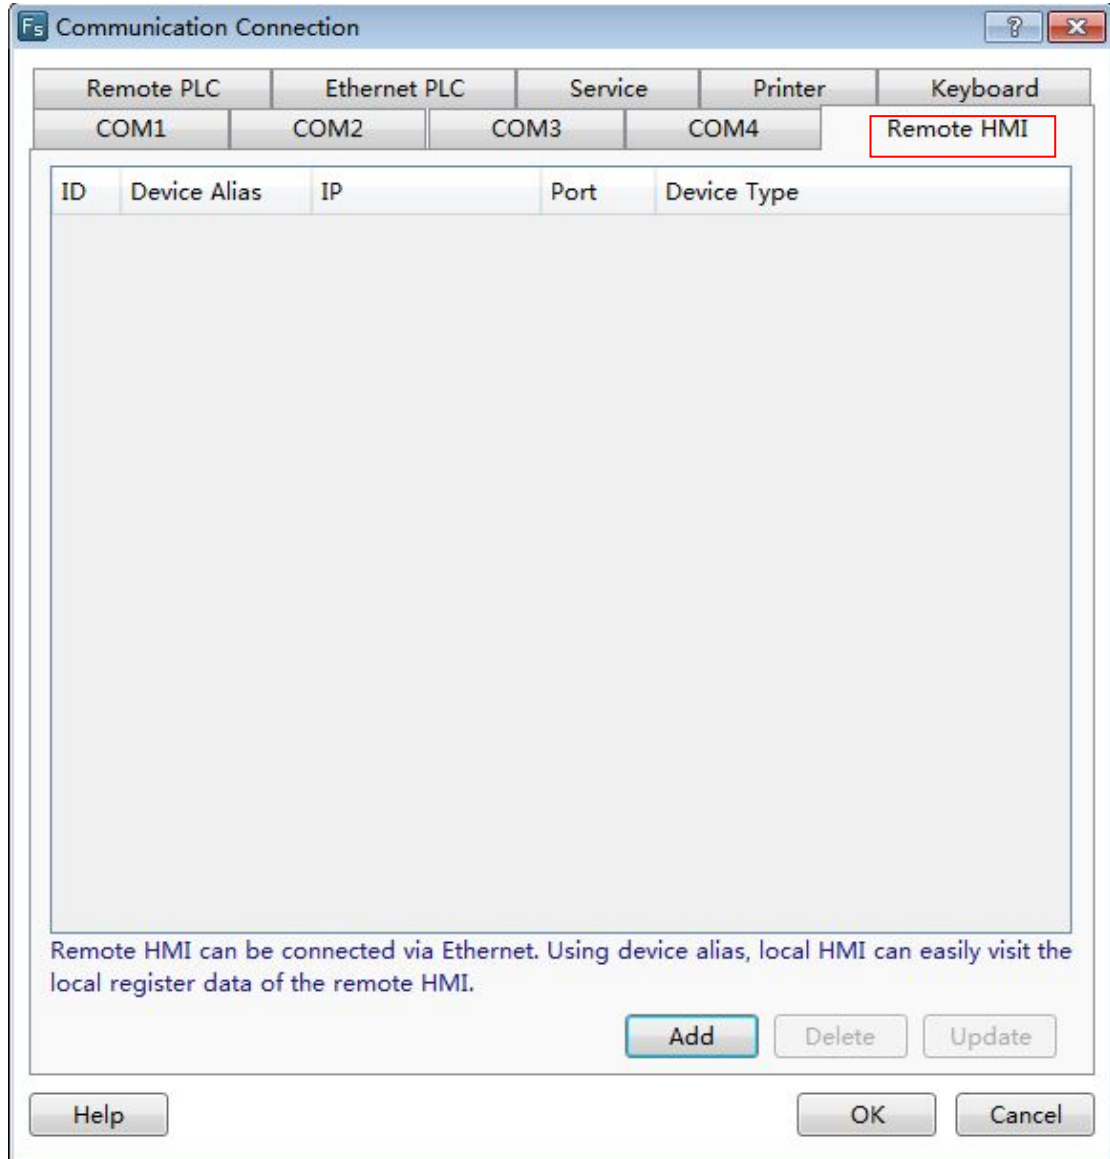 Fs Communication Connection ?
Remote PLC Ethernet PLC Service Printer Keyboard
COM1 COM2 COM3 COM4 Remote HMI
ID Device Alias IP Port Device Type
Remote HMI can be connected via Ethernet. Using device alias, local HMI can easily visit the
local register data of the remote HMI.
Add Delete Update
Help OK Cancel